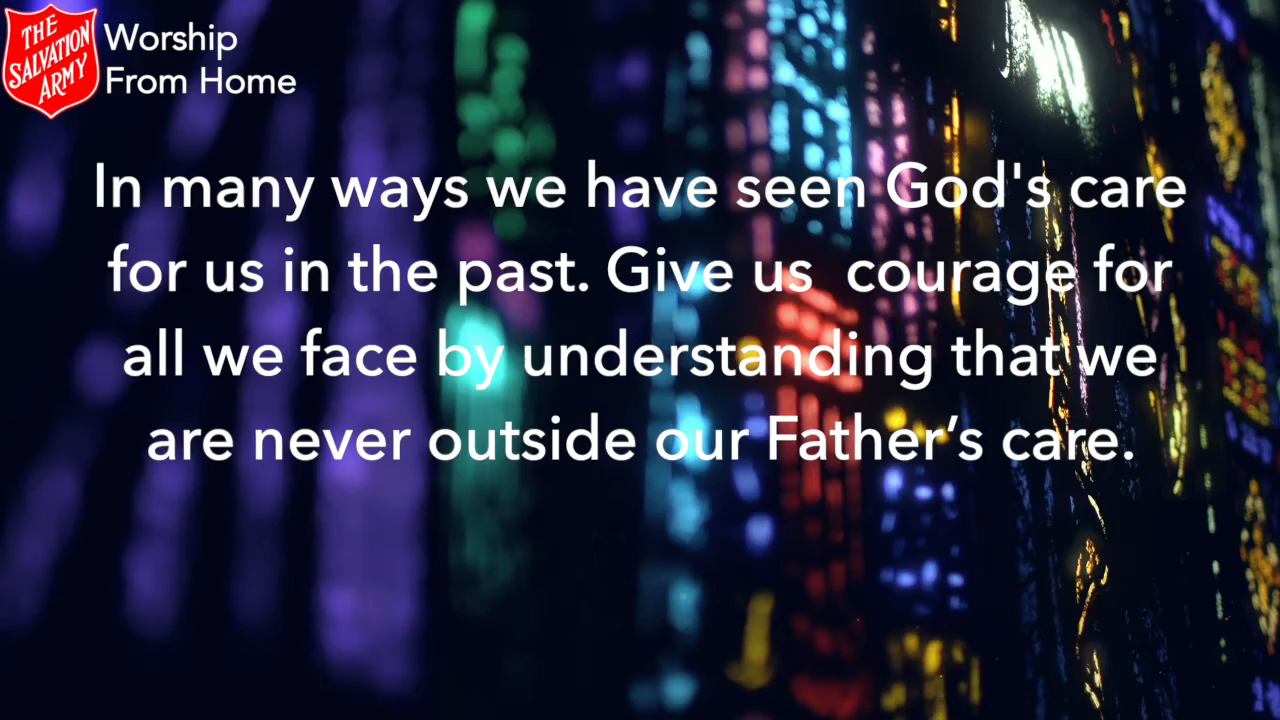 THE
SALVATION
ARMY
Worship
From Home
In many ways we have seen God's care
for us in the past. Give us  courage for
all we face by understanding that we
are never outside our Father’s care.